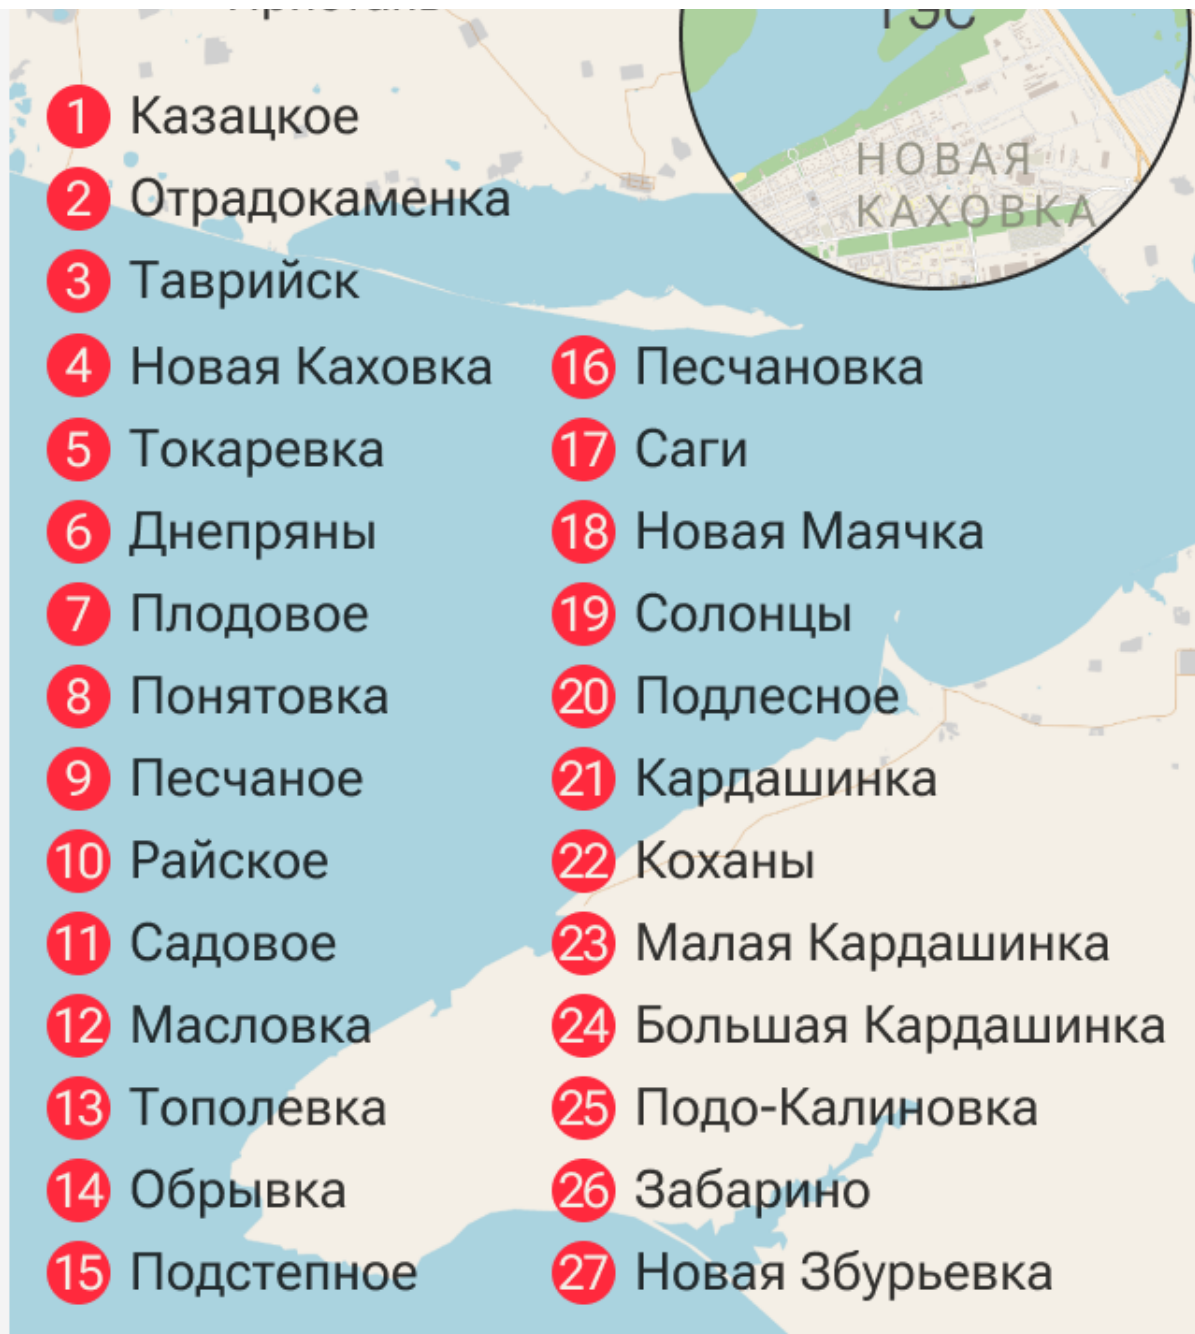 ГЭС
НОВАЯ
КАХОВКА
1 Казацкое
2 Отрадокаменка
3 Таврийск
4 Новая Каховка
5 Токаревка
6 Днепряны
7 Плодовое
8 Понятовка
9 Песчаное
10 Райское
11 Садовое
12 Масловка
13 Тополевка
14 Обрывка
15 Подстепное
16 Песчановка
17 Саги
18 Новая Маячка
19 Солонцы
20 Подлесное
21 Кардашинка
22 Коханы
23 Малая Кардашинка
24 Большая Кардашинка
25 Подо-Калиновка
26 Забарино
27 Новая Збурьевка